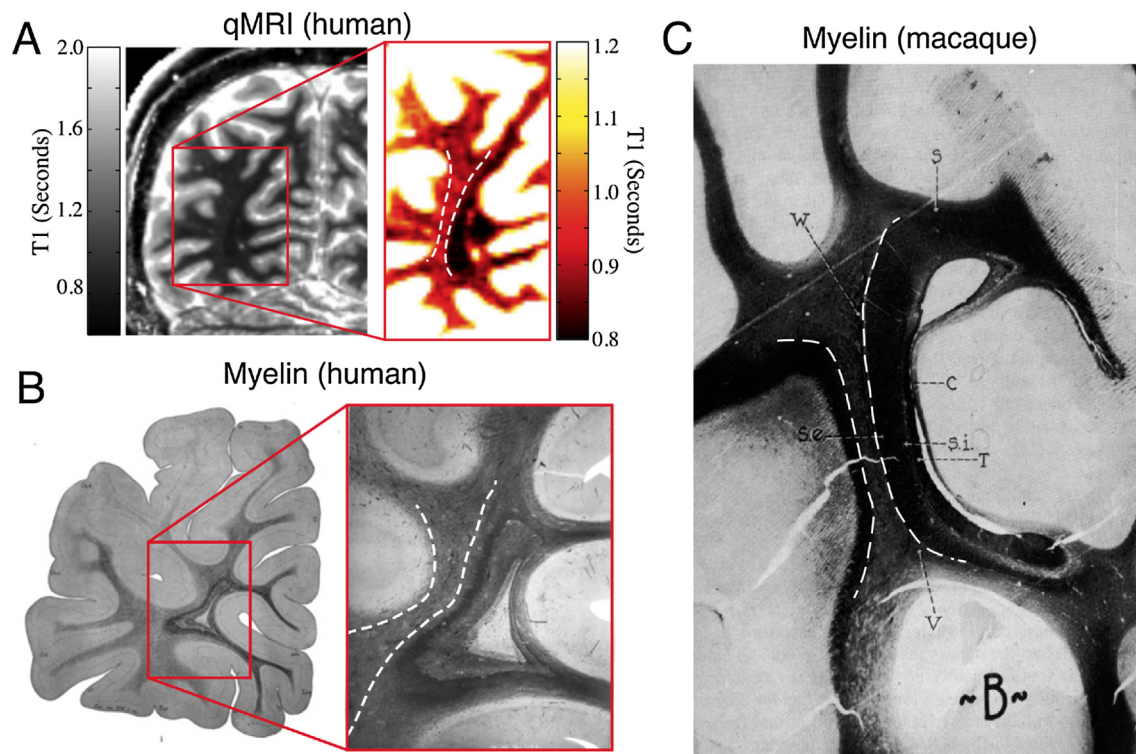 A
qMRI (human)
T1 (Seconds)
2.0
1.6
1.2
0.8
1.2
1.1
1.0
0.9
0.8
T1 (Seconds)
B
Myelin (human)
C
Myelin (macaque)
S
W
C
s.e
s.i.
T
V
~B~